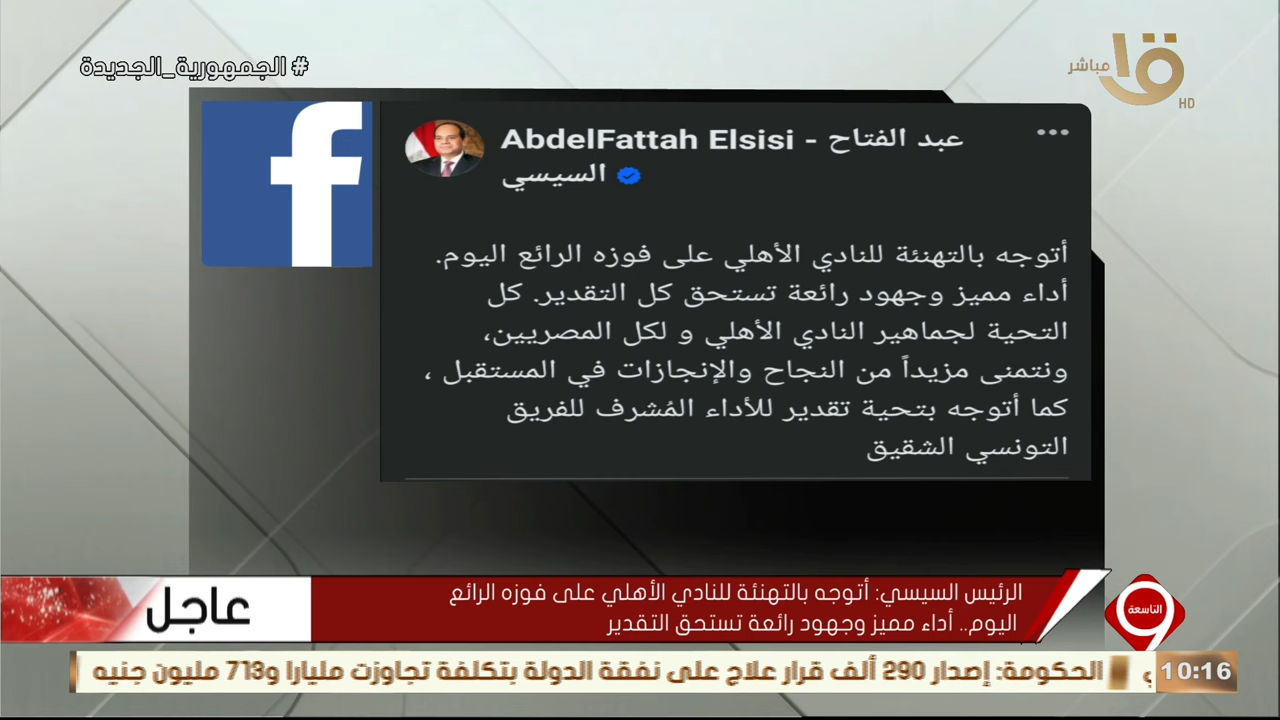 # الجمهورية_الجديدة
مباشر
HD
AbdelFattah Elsisi - عبد الفتاح
السيسي
أتوجه بالتهنئة للنادي الأهلي على فوزه الرائع اليوم.
أداء مميز وجهود رائعة تستحق كل التقدير. كل
التحية لجماهير النادي الأهلي و لكل المصريين،
ونتمنى مزيداً من النجاح والإنجازات في المستقبل ،
كما أتوجه بتحية تقدير للأداء المُشرف للفريق
التونسي الشقيق
عاجل
الرئيس السيسي: أتوجه بالتهنئة للنادي الأهلي على فوزه الرائع
اليوم.. أداء مميز وجهود رائعة تستحق التقدير
التاسعة
الحكومة: إصدار 290 ألف قرار علاج على نفقة الدولة بتكلفة تجاوزت مليارا و713 مليون جنيه
10:16